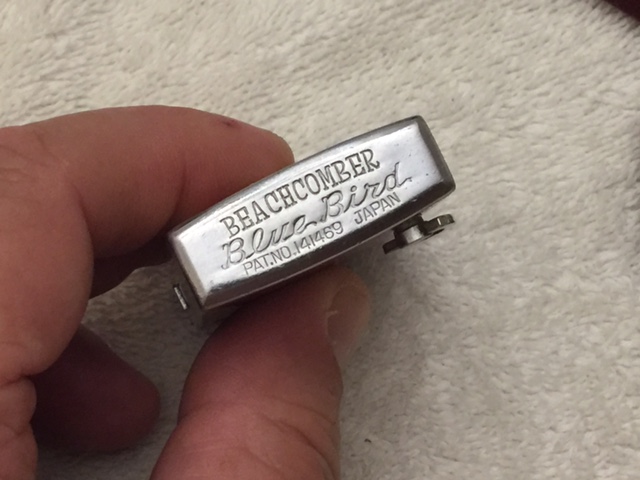 BEACHCOMBER
Blue Bird
PAT.NO.141469 JAPAN